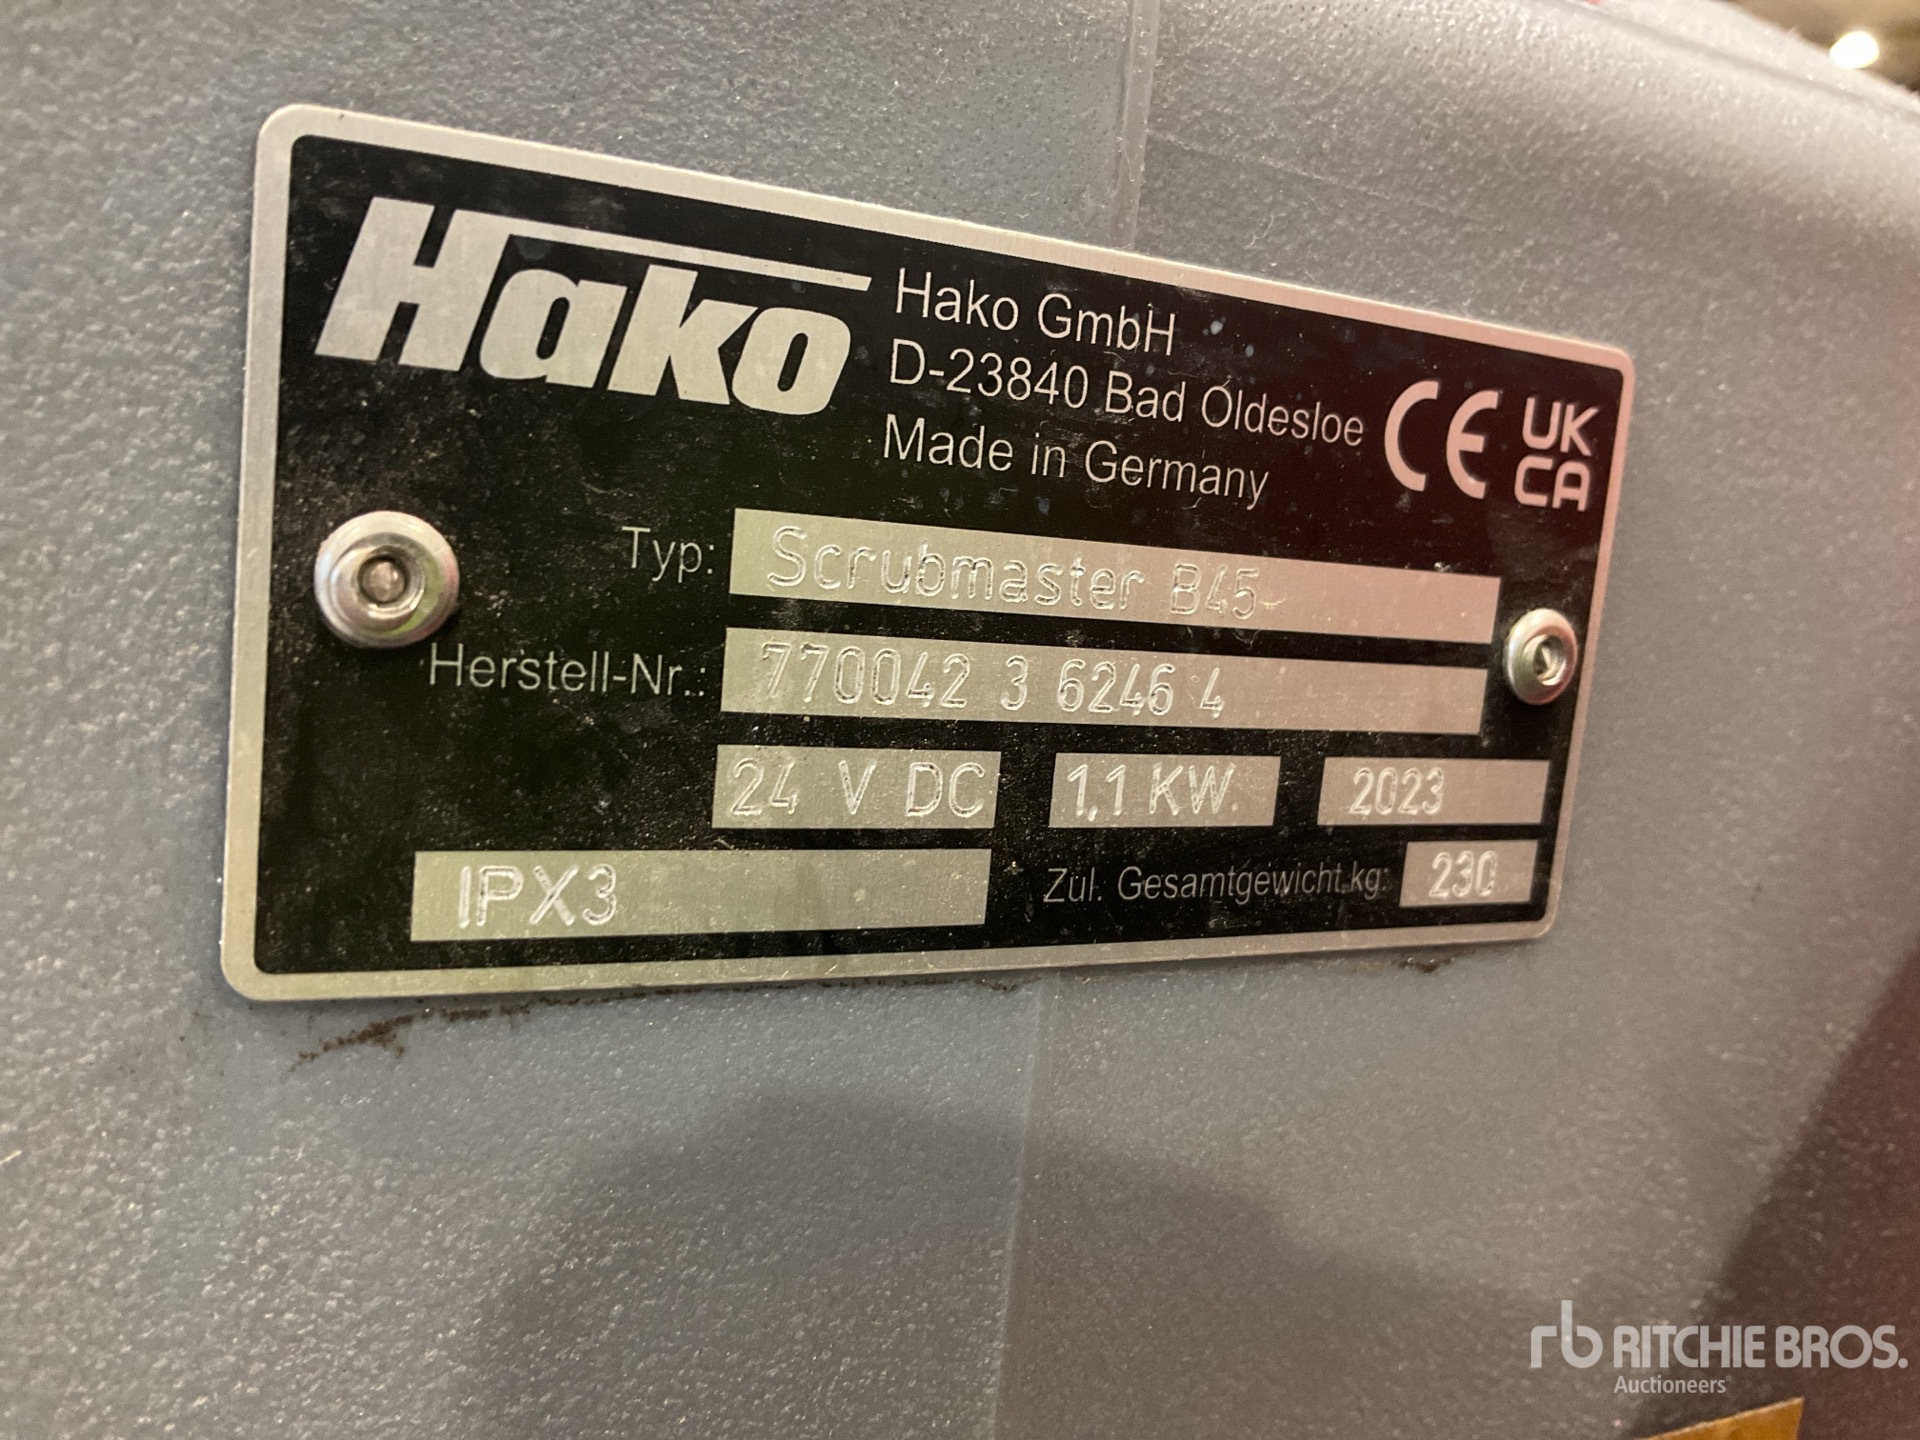 Hako
Hako GmbH
D-23840 Bad Oldesloe
Made in Germany
CE
UK
CA
Typ: Scrubmaster B45
Herstell-Nr.: 770042 3 6246 4
24 V DC 1,1 KW 2023
IPX3
Zul. Gesamtgewicht kg: 230
rb RITCHIE BROS.
Auctioneers